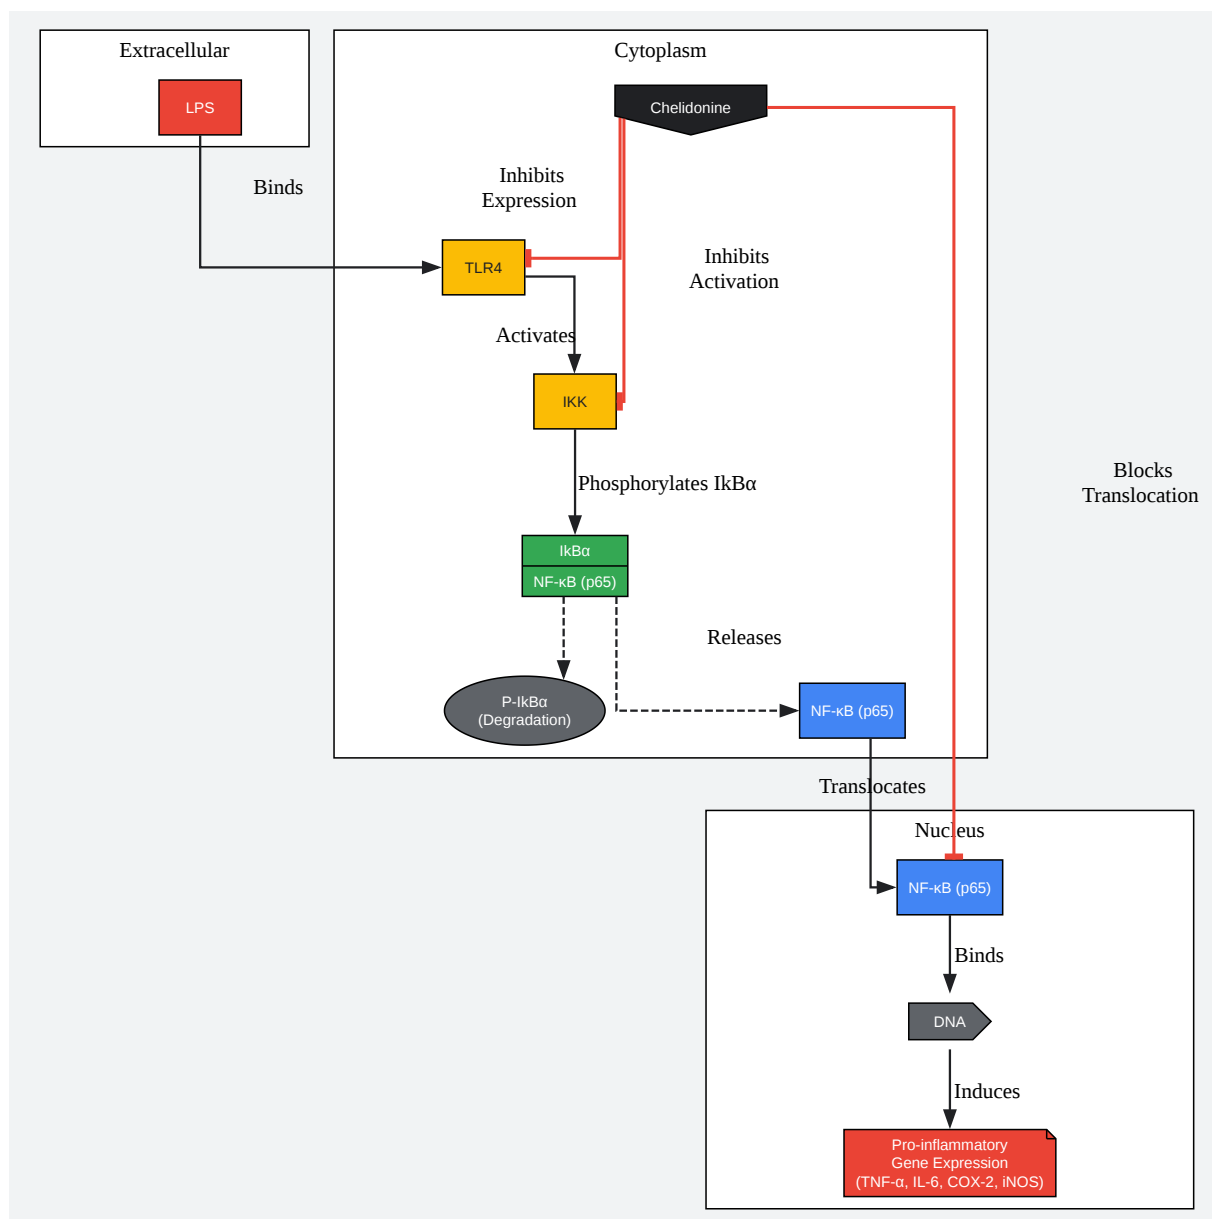 Extracellular
Cytoplasm
LPS
Chelidonine
Binds
Inhibits
Expression
TLR4
Inhibits
Activation
Activates
IKK
Blocks
Translocation
Phosphorylates IkBα
IkBα
NF-κB (p65)
Releases
P-IkBα
(Degradation)
NF-κB (p65)
Translocates
Nucleus
NF-κB (p65)
Binds
DNA
Induces
Pro-inflammatory
Gene Expression
(TNF-α, IL-6, COX-2, iNOS)